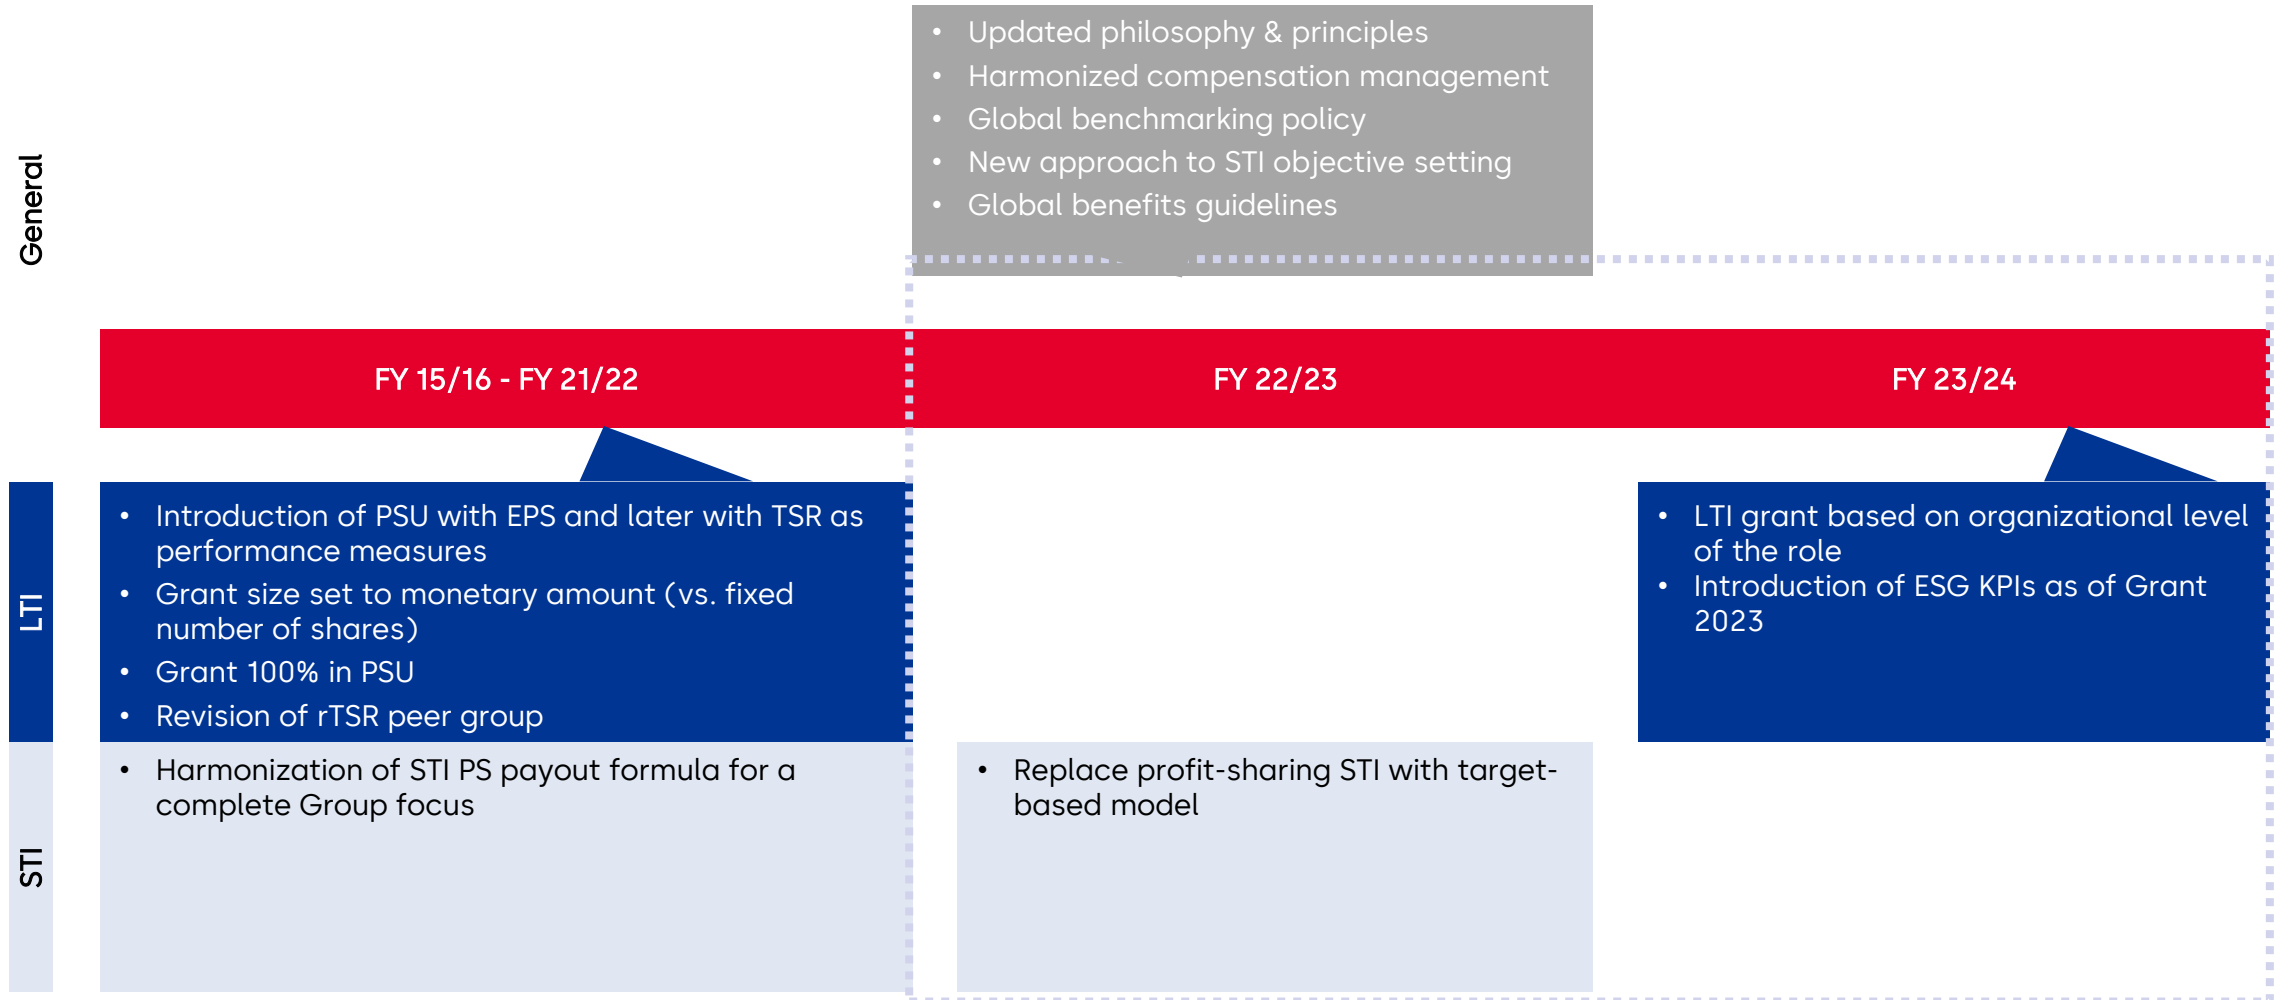 • Updated philosophy & principles
• Harmonized compensation management
• Global benchmarking policy
• New approach to STI objective setting
• Global benefits guidelines
General
FY 15/16 - FY 21/22
FY 22/23
FY 23/24
LTI
• Introduction of PSU with EPS and later with TSR as
performance measures
• Grant size set to monetary amount (vs. fixed
number of shares)
• Grant 100% in PSU
• Revision of rTSR peer group
• LTI grant based on organizational level
of the role
• Introduction of ESG KPIs as of Grant
2023
STI
• Harmonization of STI PS payout formula for a
complete Group focus
• Replace profit-sharing STI with target-
based model